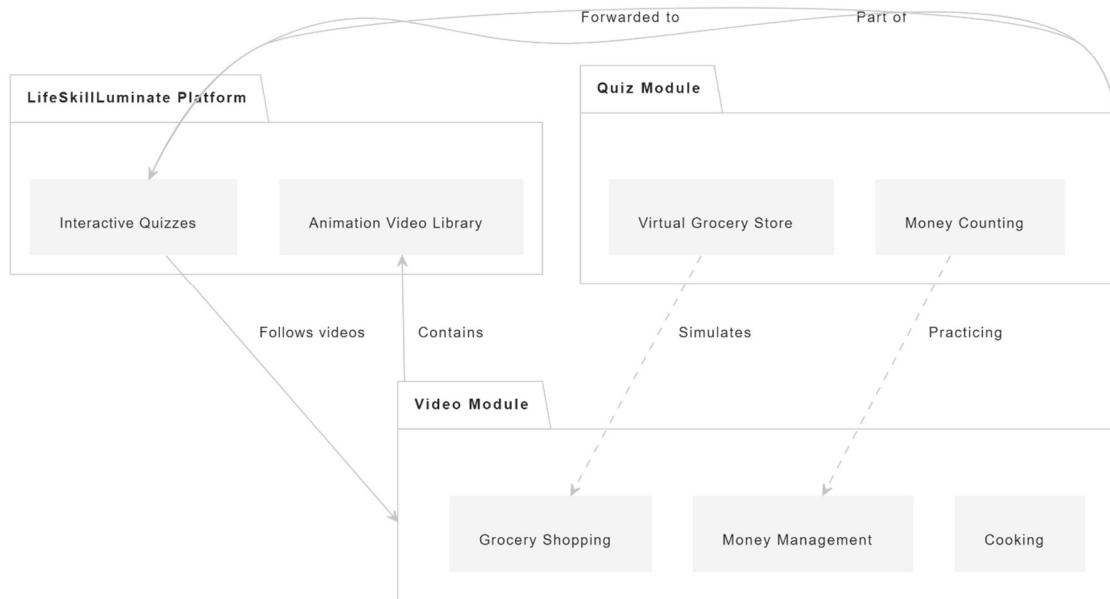 Forwarded to
Part of
LifeSkillLuminate Platform
Quiz Module
Interactive Quizzes
Animation Video Library
Virtual Grocery Store
Money Counting
Follows videos
Contains
Simulates
Practicing
Video Module
Grocery Shopping
Money Management
Cooking